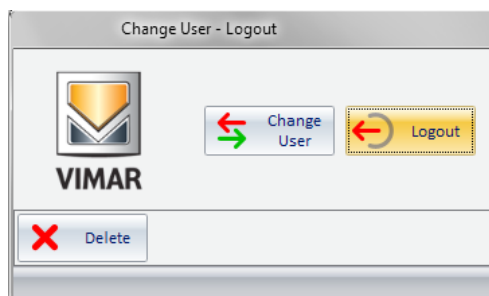 Change User - Logout
Change
User
Logout
VIMAR
Delete